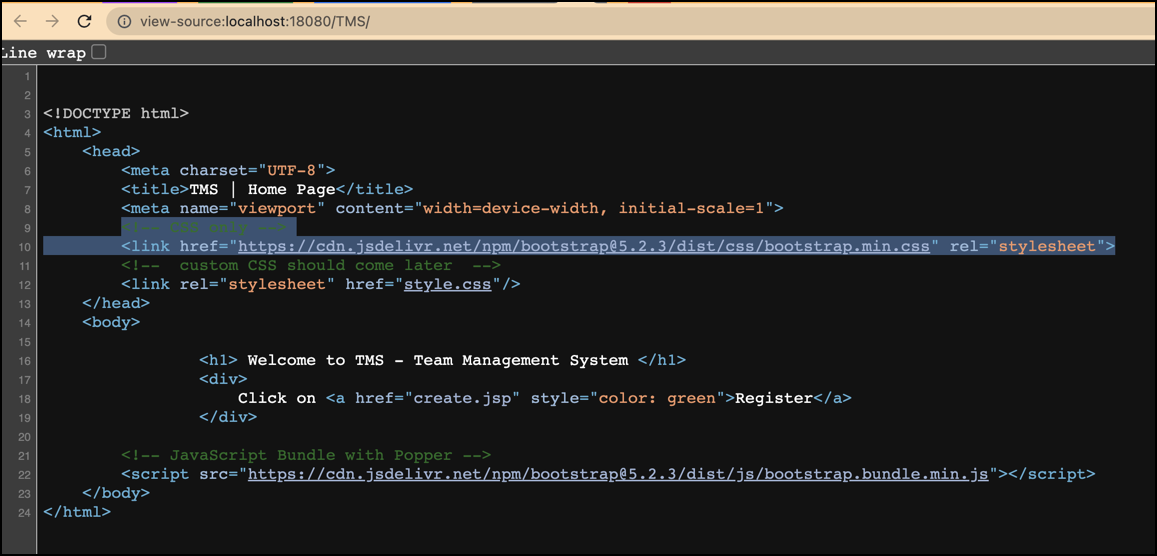 view-source:localhost:18080/TMS/
Line wrap
1
2
3 <!DOCTYPE html>
4 <html>
5 <head>
6 <meta charset="UTF-8">
7 <title>TMS | Home Page</title>
8 <meta name="viewport" content="width=device-width, initial-scale=1">
9 <!-- CSS only -->
10 <link href="https://cdn.jsdelivr.net/npm/bootstrap@5.2.3/dist/css/bootstrap.min.css" rel="stylesheet">
11 <!--  custom CSS should come later  -->
12 <link rel="stylesheet" href="style.css"/>
13 </head>
14 <body>
15
16 <h1> Welcome to TMS - Team Management System </h1>
17 <div>
18 Click on <a href="create.jsp" style="color: green">Register</a>
19 </div>
20
21 <!-- JavaScript Bundle with Popper -->
22 <script src="https://cdn.jsdelivr.net/npm/bootstrap@5.2.3/dist/js/bootstrap.bundle.min.js"></script>
23 </body>
24 </html>